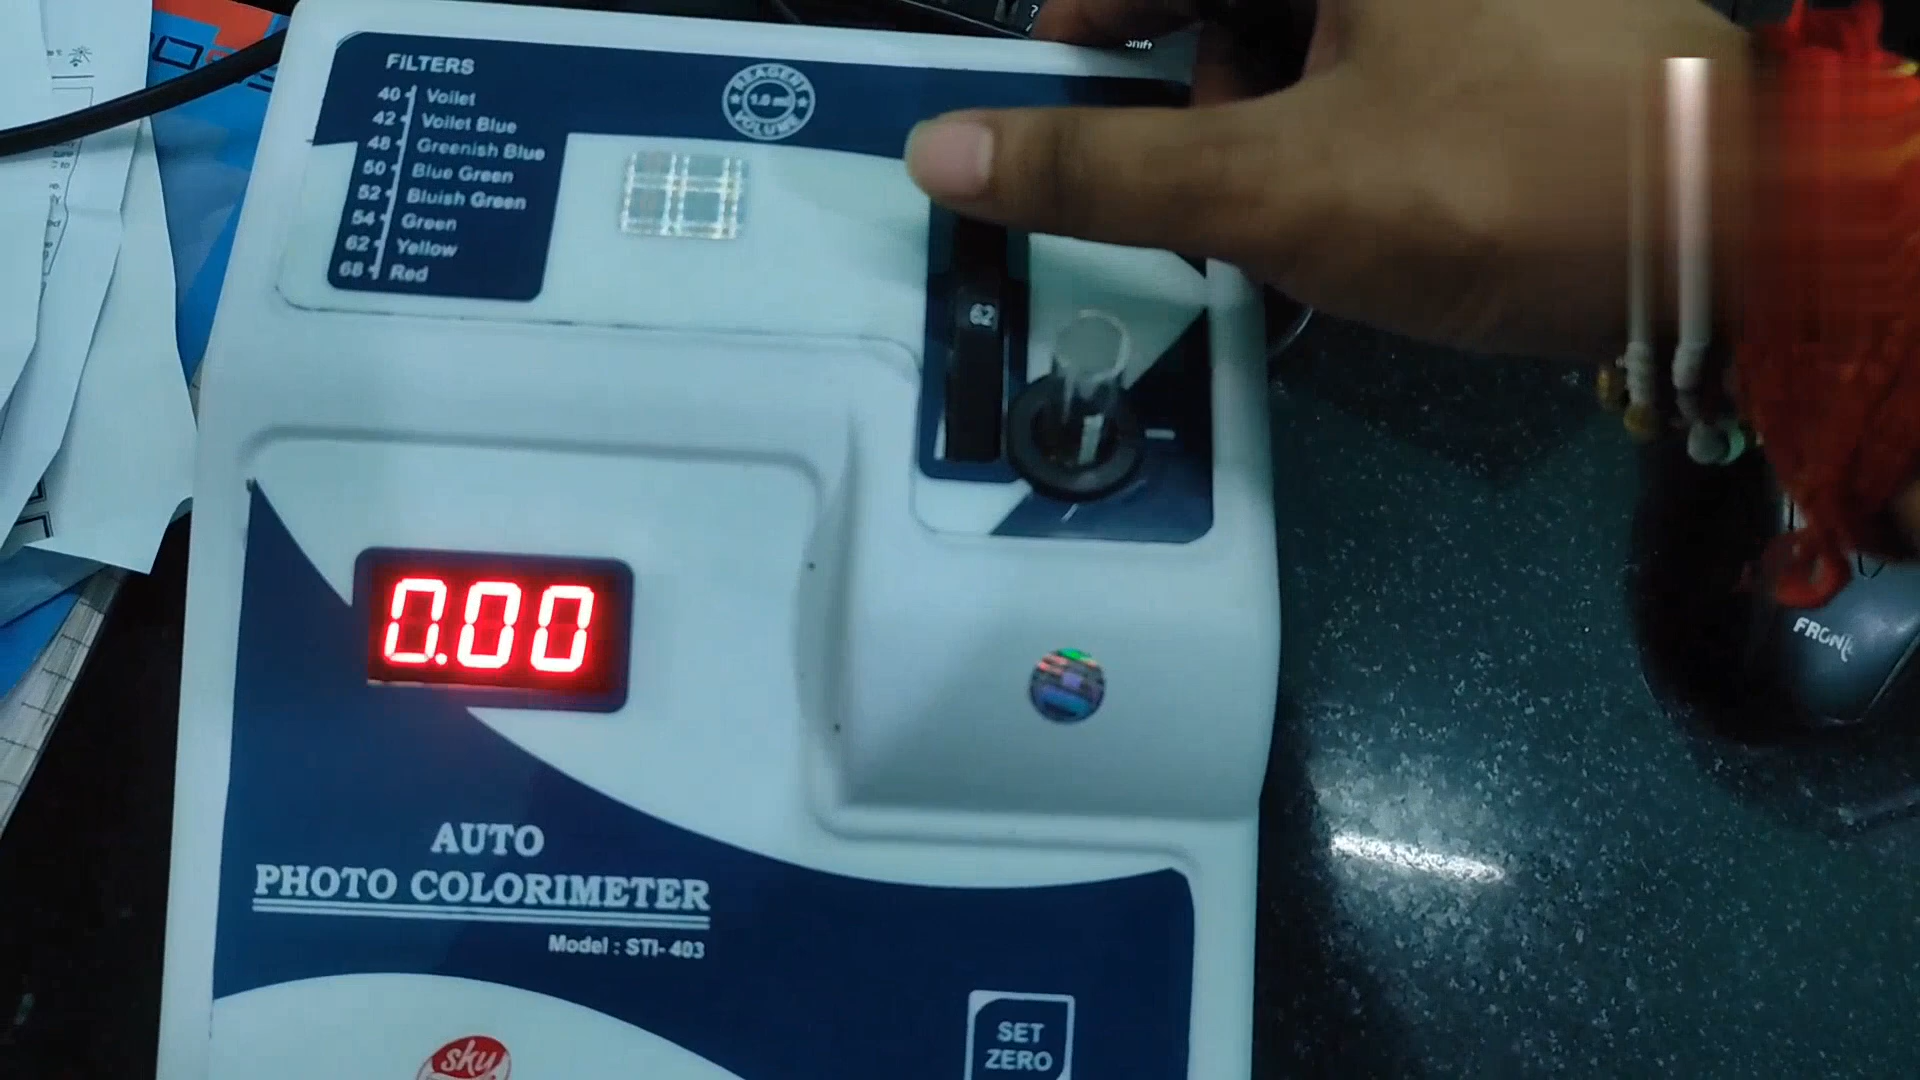 FiLTERS
40 Voilet
42 Voilet Blue
48 Greenish Blue
50 Blue Green
52 Bluish Green
54 Green
62 Yellow
68 Red
REAGENT
1.0 ml
VOLUME
Shift
62
0.00
FRONT
AUTO
PHOTO COLORIMETER
Model : STI- 403
SET
ZERO
sky